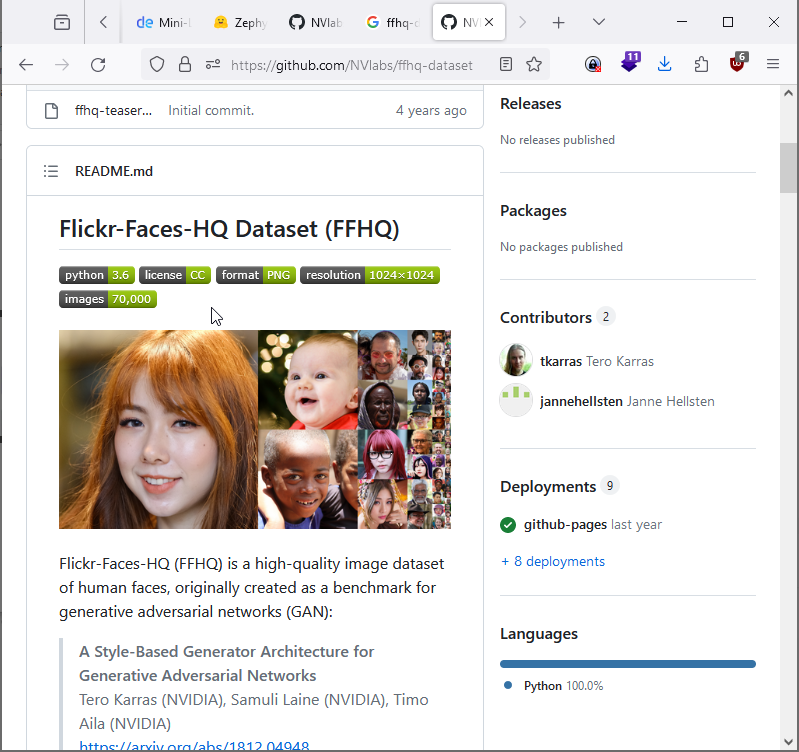 de Mini-
Zephy
NVlab
ffhq-d
NV
https://github.com/NVlabs/ffhq-dataset
11
6
ffhq-teaser... Initial commit. 4 years ago
README.md
Flickr-Faces-HQ Dataset (FFHQ)
python 3.6 license CC format PNG resolution 1024×1024
images 70,000
Flickr-Faces-HQ (FFHQ) is a high-quality image dataset
of human faces, originally created as a benchmark for
generative adversarial networks (GAN):
A Style-Based Generator Architecture for
Generative Adversarial Networks
Tero Karras (NVIDIA), Samuli Laine (NVIDIA), Timo
Aila (NVIDIA)
https://arxiv.org/abs/1812.04948
Releases
No releases published
Packages
No packages published
Contributors 2
tkarras Tero Karras
jannehellsten Janne Hellsten
Deployments 9
github-pages last year
+ 8 deployments
Languages
Python 100.0%